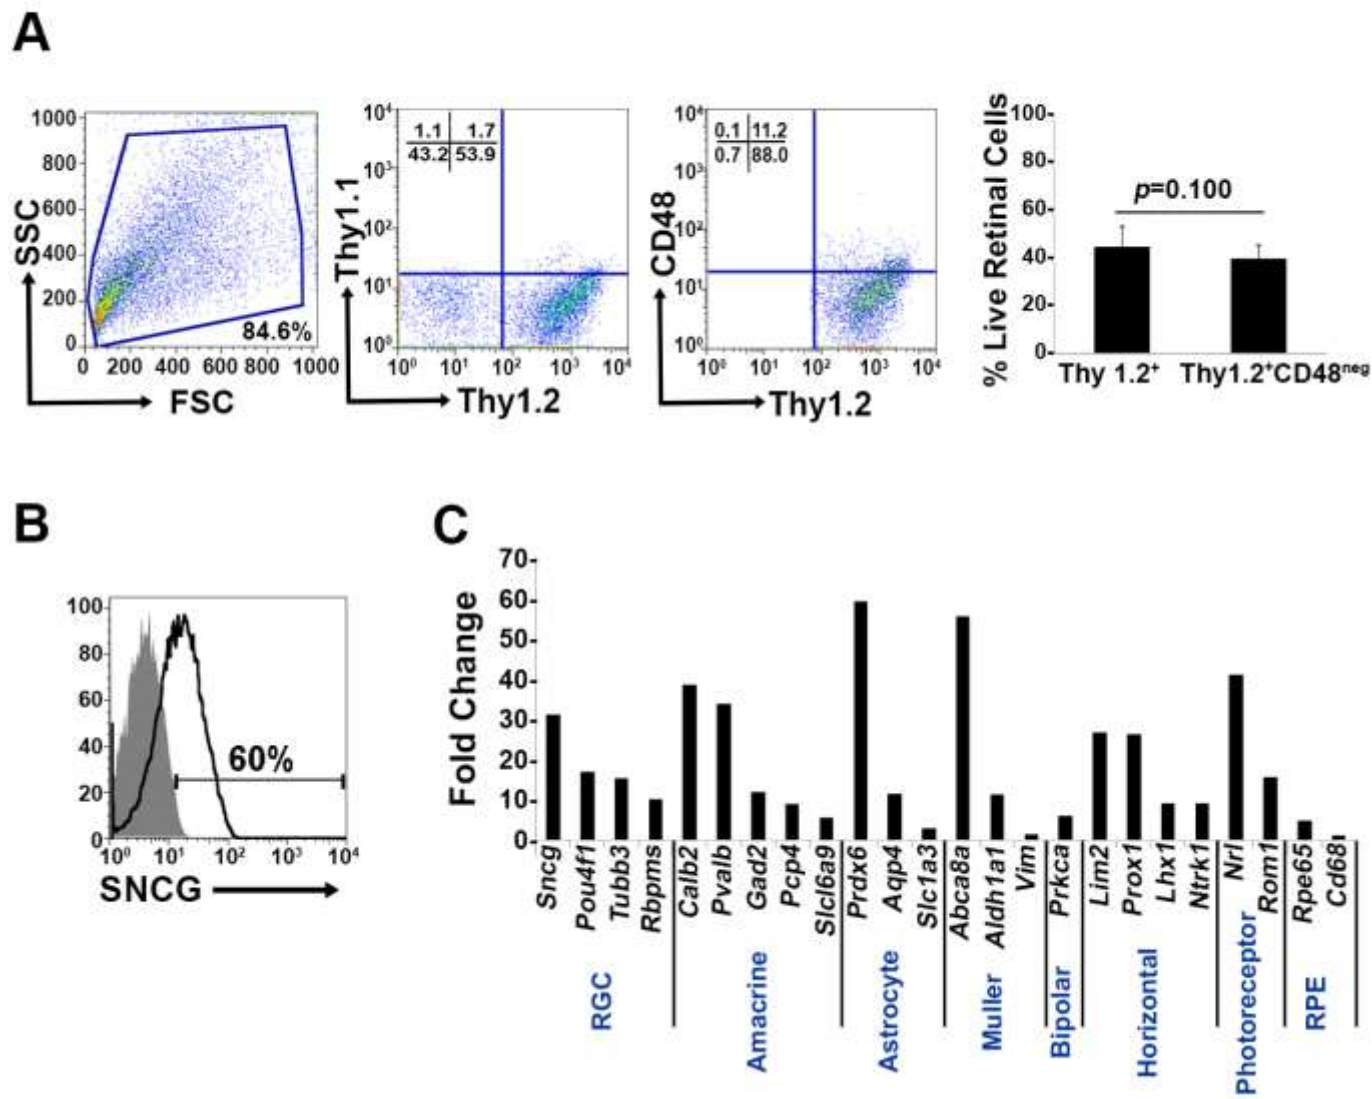 A
1000
800
600
400
200
0
0 200 400 600 800 1000
SSC
FSC
84.6%
10⁴
10³
10²
10¹
10⁰
10⁰ 10¹ 10² 10³ 10⁴
Thy1.1
Thy1.2
1.1 1.7
43.2 53.9
10⁴
10³
10²
10¹
10⁰
10⁰ 10¹ 10² 10³ 10⁴
CD48
Thy1.2
0.1 11.2
0.7 88.0
% Live Retinal Cells
100
80
60
40
20
0
p=0.100
Thy 1.2⁺ Thy1.2⁺CD48ⁿᵉᵍ
B
100
80
60
40
20
0
10⁰ 10¹ 10² 10³ 10⁴
60%
SNCG
C
Fold Change
70
60
50
40
30
20
10
0
Sncg
Pou4f1
Tubb3
Rbpms
Calb2
Pvalb
Gad2
Pcp4
Slcl6a9
Prdx6
Aqp4
Slc1a3
Abca8a
Aldh1a1
Vim
Prkca
Lim2
Prox1
Lhx1
Ntrk1
Nrl
Rom1
Rpe65
Cd68
RGC
Amacrine
Astrocyte
Muller
Bipolar
Horizontal
Photoreceptor
RPE